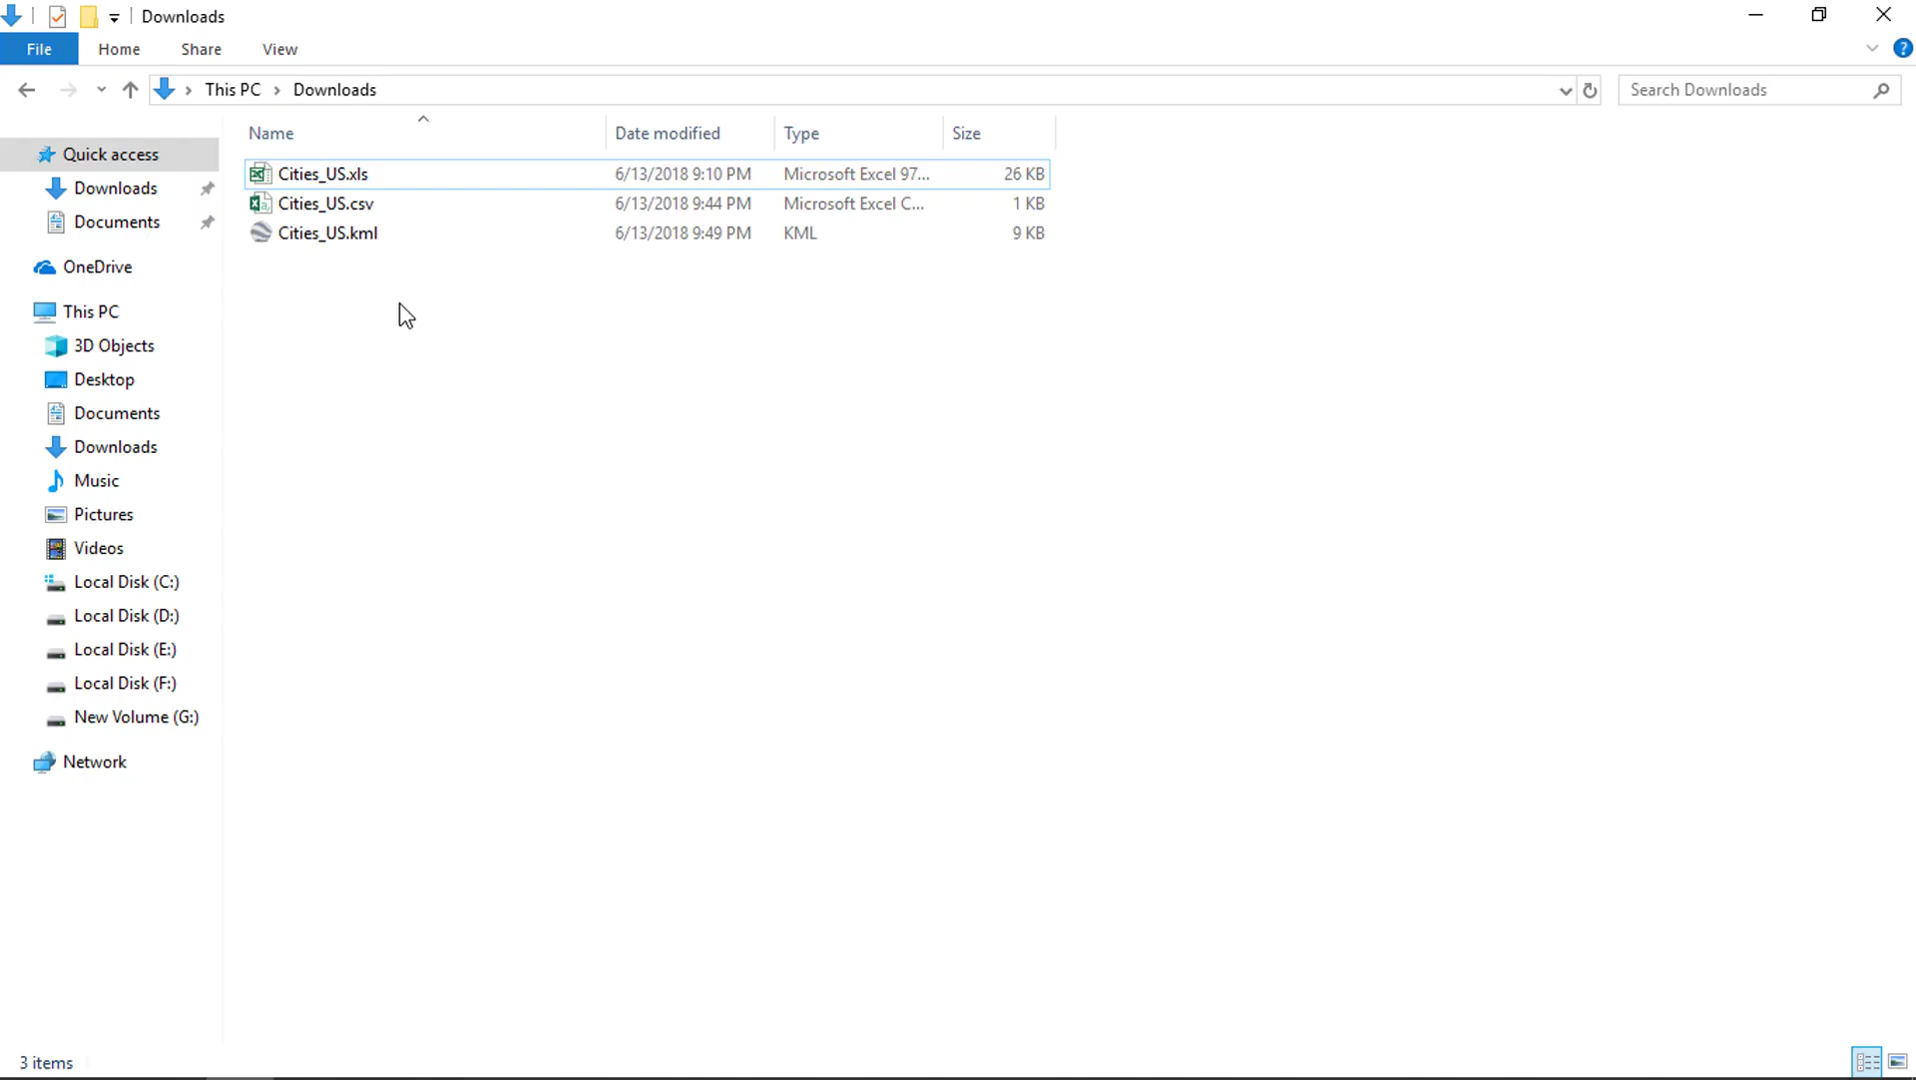 Downloads
File Home Share View
This PC Downloads Search Downloads
Name Date modified Type Size
Quick access
Downloads
Documents
OneDrive
This PC
3D Objects
Desktop
Documents
Downloads
Music
Pictures
Videos
Local Disk (C:)
Local Disk (D:)
Local Disk (E:)
Local Disk (F:)
New Volume (G:)
Network
Cities_US.xls 6/13/2018 9:10 PM Microsoft Excel 97... 26 KB
Cities_US.csv 6/13/2018 9:44 PM Microsoft Excel C... 1 KB
Cities_US.kml 6/13/2018 9:49 PM KML 9 KB
3 items